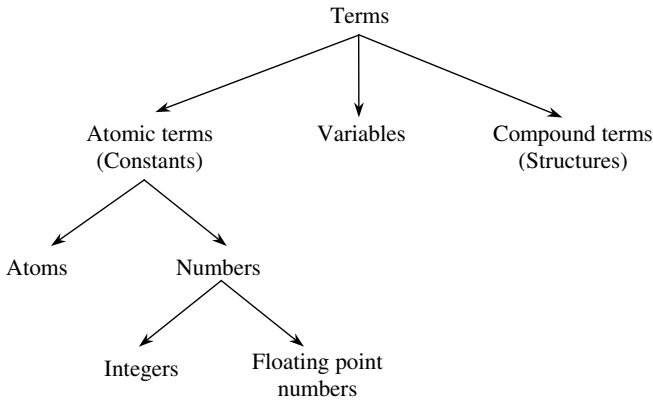 Terms
Atomic terms
(Constants)
Variables
Compound terms
(Structures)
Atoms
Numbers
Integers
Floating point
numbers